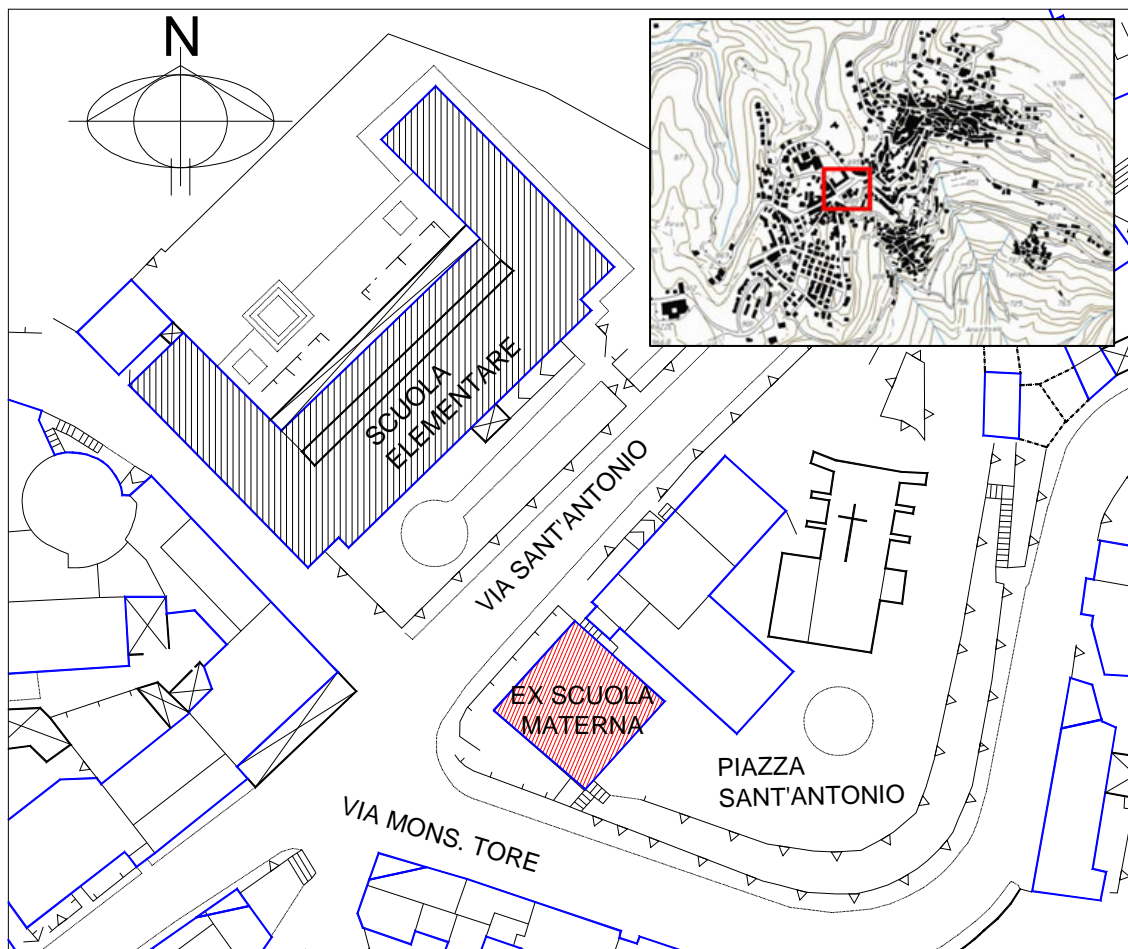 N
SCUOLA
ELEMENTARE
VIA SANT'ANTONIO
EX SCUOLA
MATERNA
PIAZZA
SANT'ANTONIO
VIA MONS. TORE